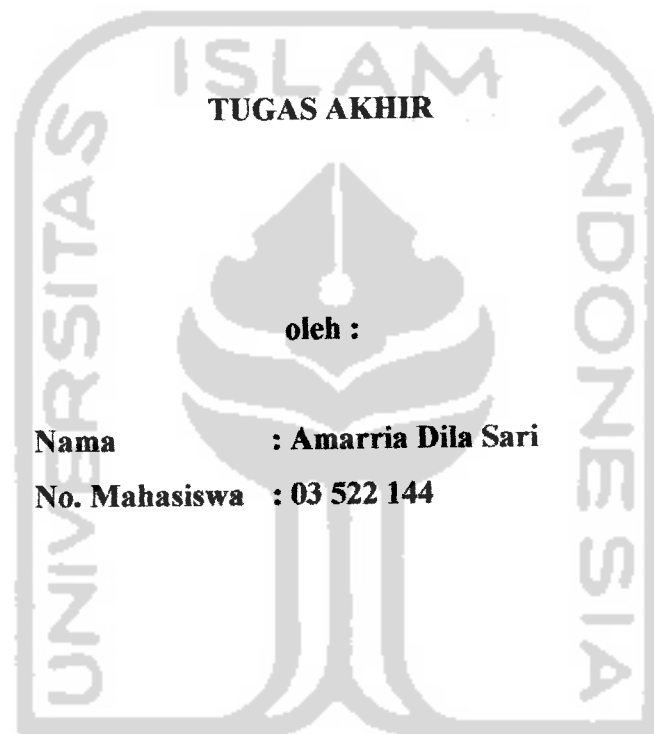 UNIVERSITAS ISLAM INDONESIA
TUGAS AKHIR
oleh :
Nama : Amarria Dila Sari
No. Mahasiswa : 03 522 144